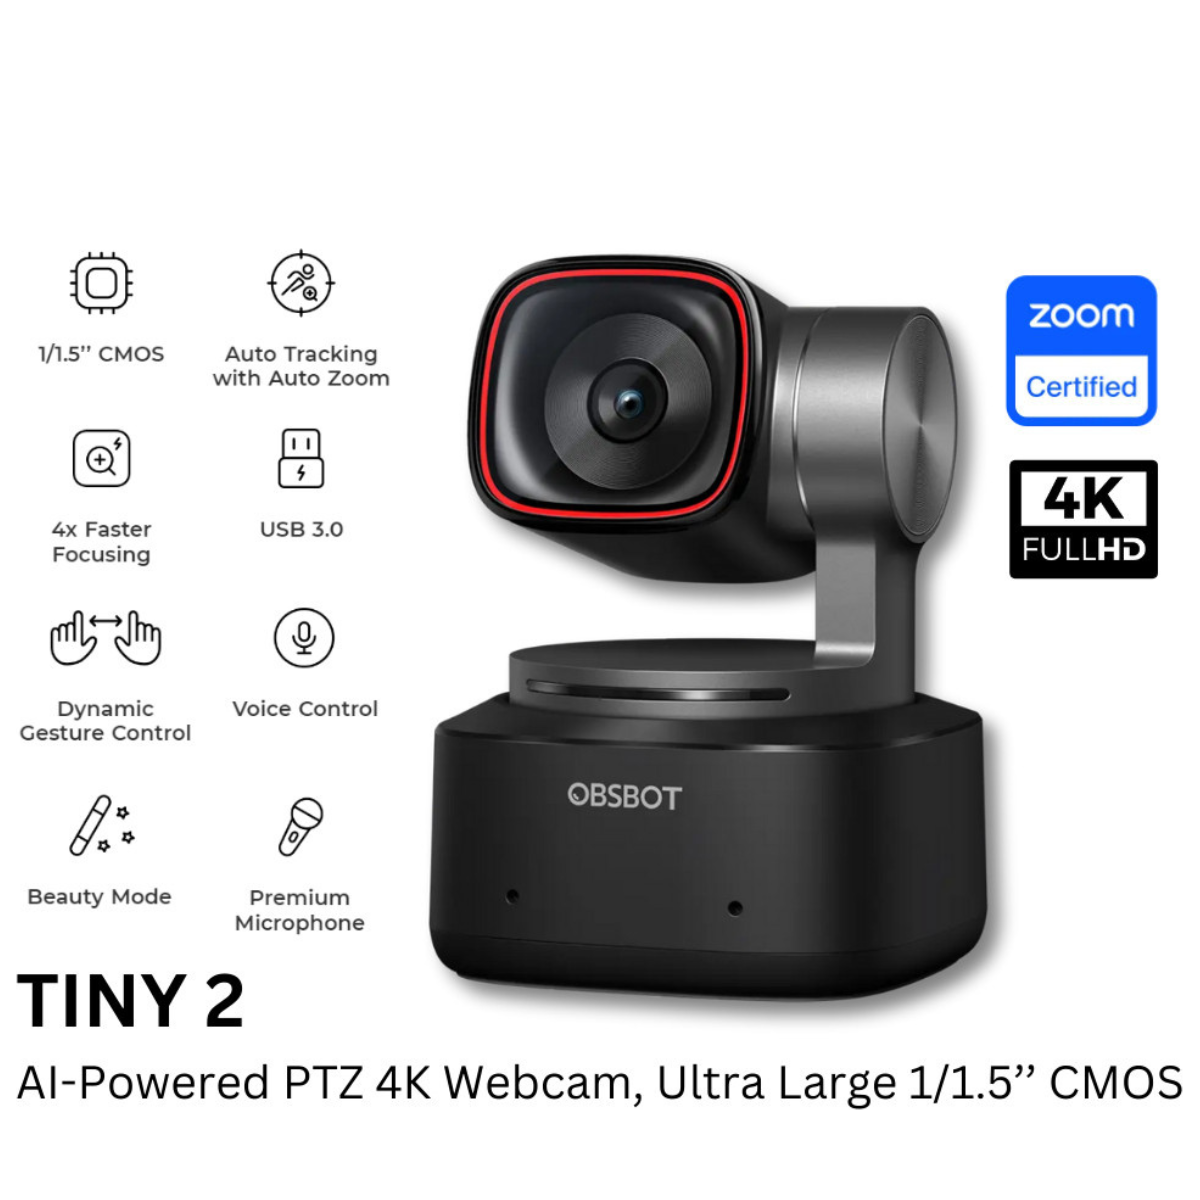 1/1.5’’ CMOS
Auto Tracking
with Auto Zoom
4x Faster
Focusing
USB 3.0
Dynamic
Gesture Control
Voice Control
Beauty Mode
Premium
Microphone
OBSBOT
zoom
Certified
4K
FULLHD
TINY 2
AI-Powered PTZ 4K Webcam, Ultra Large 1/1.5’’ CMOS